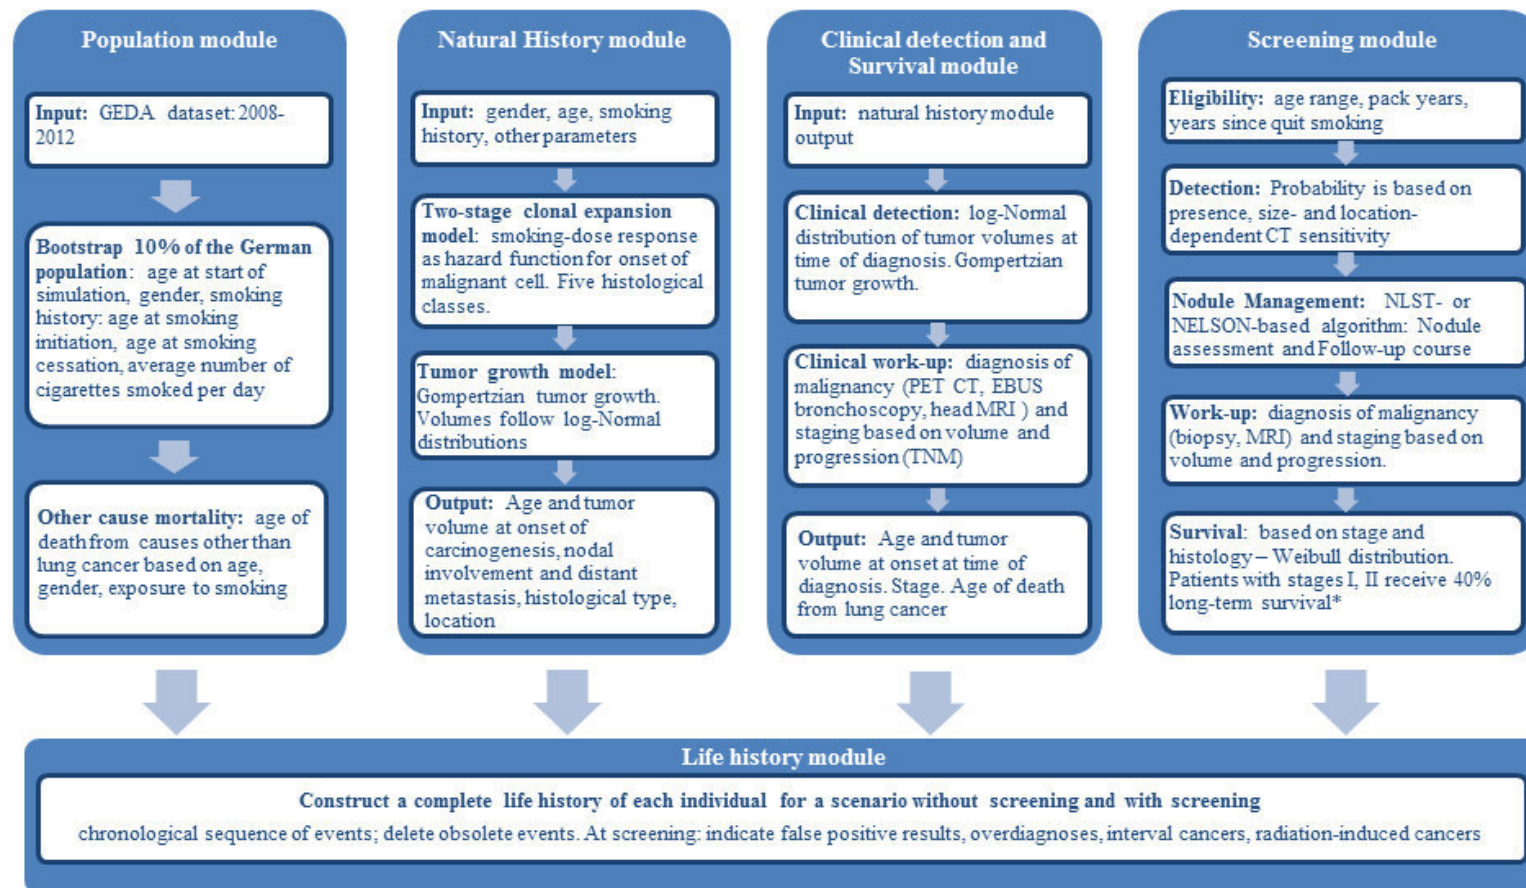 Population module
Input: GEDA dataset: 2008-
2012
Bootstrap 10% of the German
population: age at start of
simulation, gender, smoking
history: age at smoking
initiation, age at smoking
cessation, average number of
cigarettes smoked per day
Other cause mortality: age of
death from causes other than
lung cancer based on age,
gender, exposure to smoking
Natural History module
Input: gender, age, smoking
history, other parameters
Two-stage clonal expansion
model: smoking-dose response
as hazard function for onset of
malignant cell. Five histological
classes.
Tumor growth model:
Gompertzian tumor growth.
Volumes follow log-Normal
distributions
Output: Age and tumor
volume at onset of
carcinogenesis, nodal
involvement and distant
metastasis, histological type,
location
Clinical detection and
Survival module
Input: natural history module
output
Clinical detection: log-Normal
distribution of tumor volumes at
time of diagnosis. Gompertzian
tumor growth.
Clinical work-up: diagnosis of
malignancy (PET CT, EBUS
bronchoscopy, head MRI ) and
staging based on volume and
progression (TNM)
Output: Age and tumor
volume at onset at time of
diagnosis. Stage. Age of death
from lung cancer
Screening module
Eligibility: age range, pack years,
years since quit smoking
Detection: Probability is based on
presence, size- and location-
dependent CT sensitivity
Nodule Management: NLST- or
NELSON-based algorithm: Nodule
assessment and Follow-up course
Work-up: diagnosis of malignancy
(biopsy, MRI) and staging based on
volume and progression.
Survival: based on stage and
histology – Weibull distribution.
Patients with stages I, II receive 40%
long-term survival*
Life history module
Construct a complete life history of each individual for a scenario without screening and with screening
chronological sequence of events; delete obsolete events. At screening: indicate false positive results, overdiagnoses, interval cancers, radiation-induced cancers